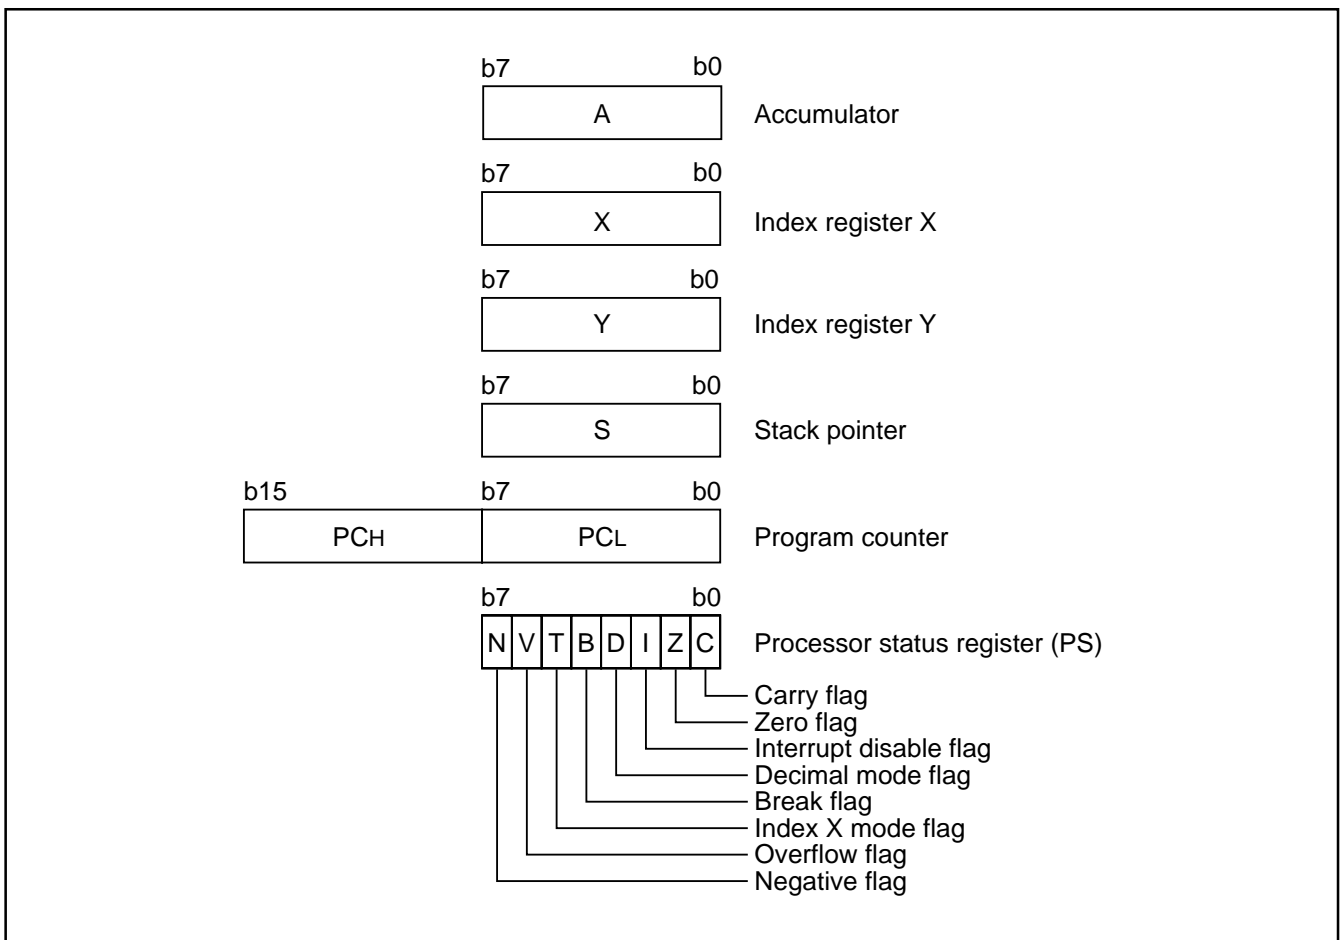 b7 b0
A Accumulator
b7 b0
X Index register X
b7 b0
Y Index register Y
b7 b0
S Stack pointer
b15 b7 b0
PCH PCL Program counter
b7 b0
N V T B D I Z C Processor status register (PS)
Carry flag
Zero flag
Interrupt disable flag
Decimal mode flag
Break flag
Index X mode flag
Overflow flag
Negative flag